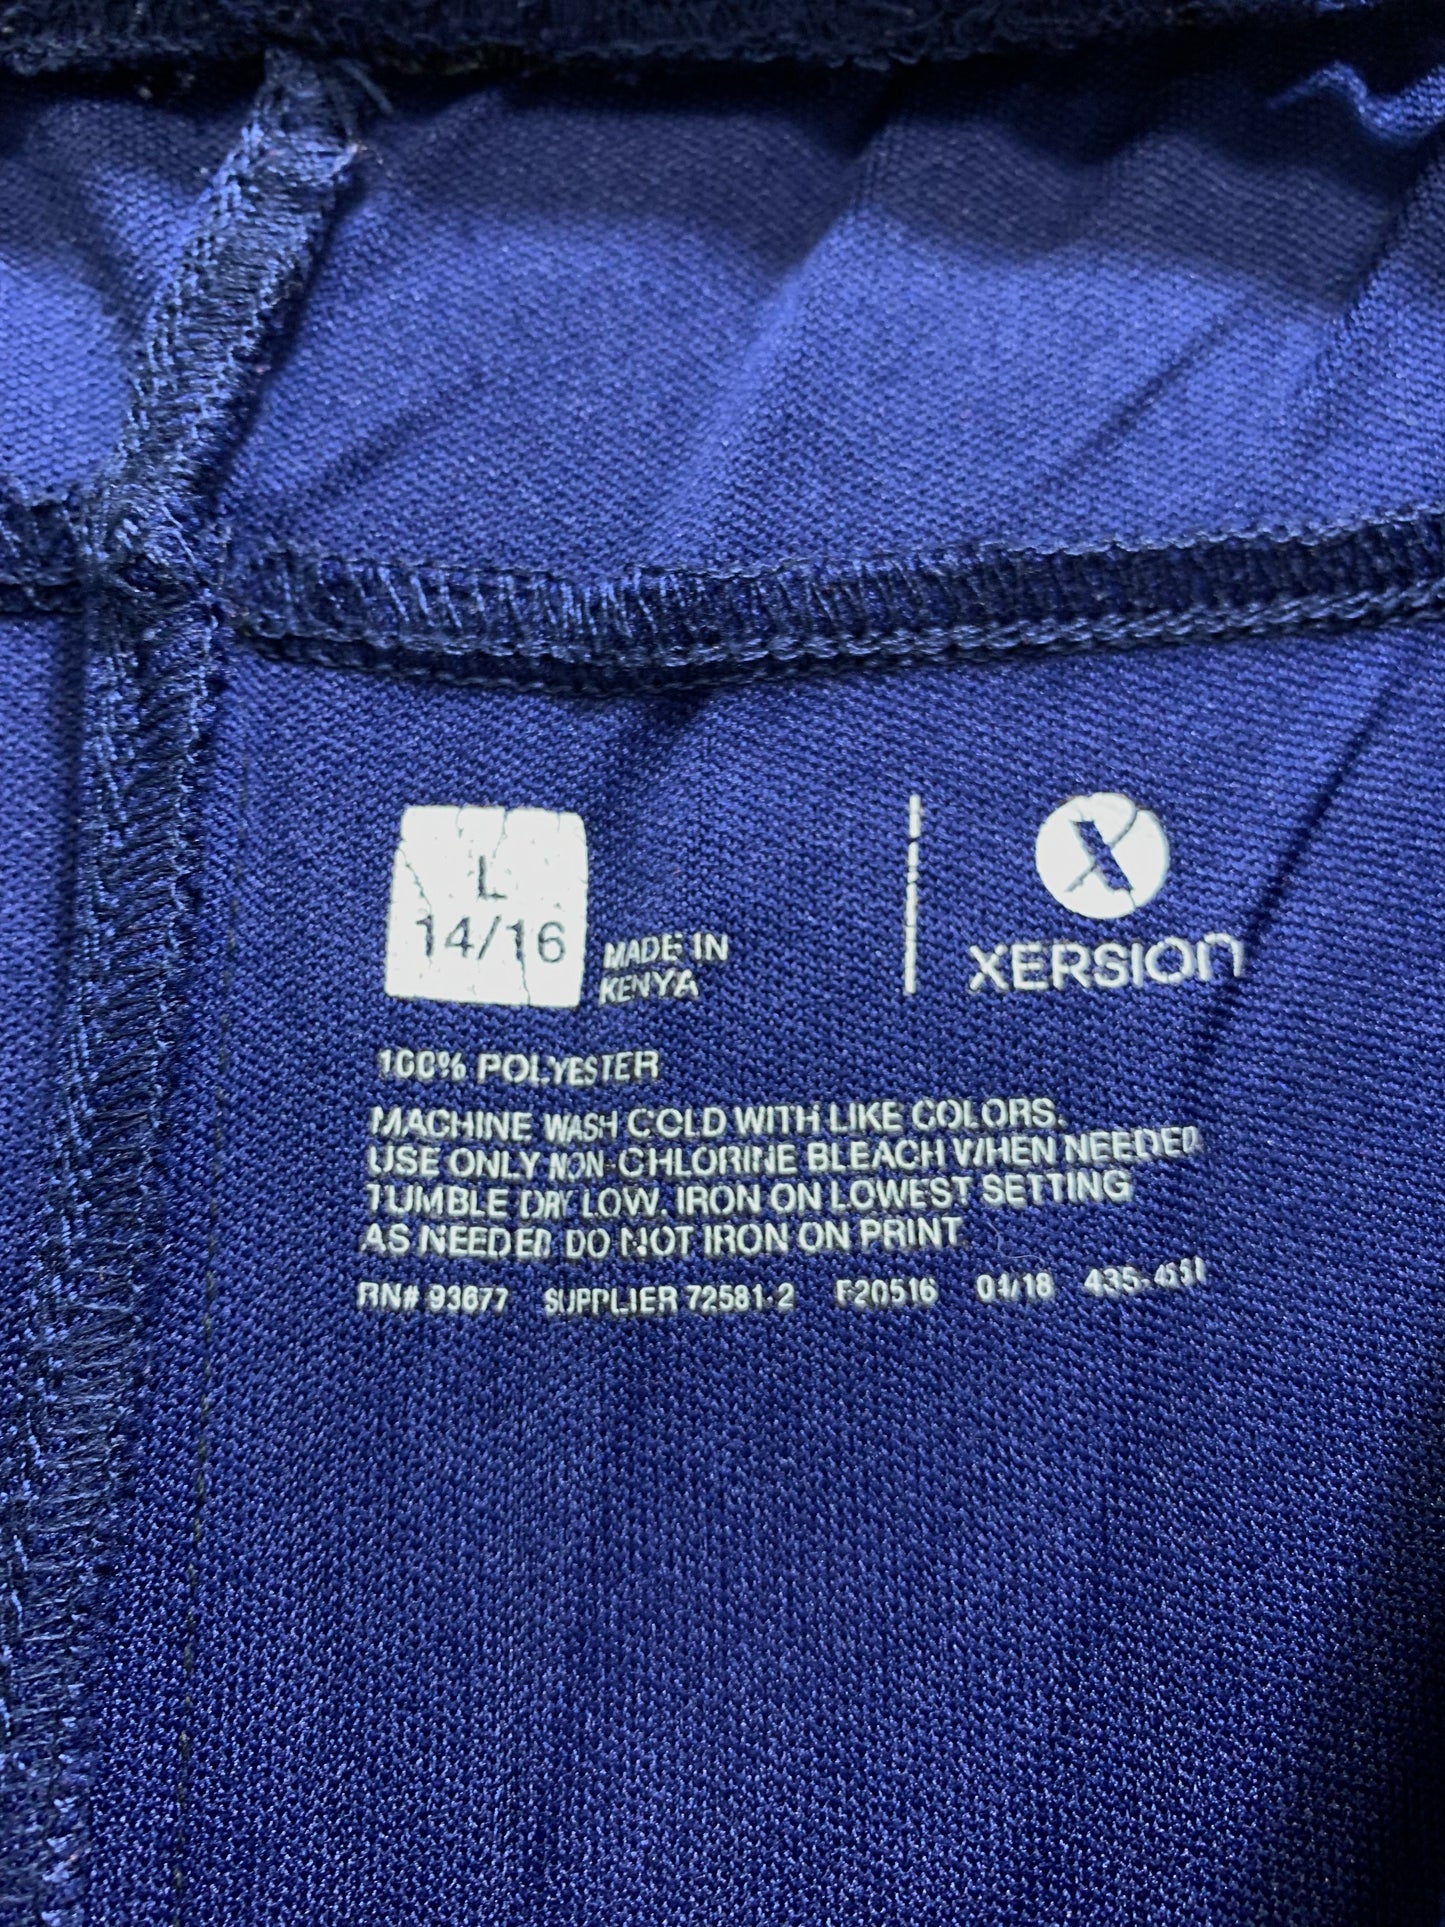 L
14/16
MADE IN
KENYA
XERSION
100% POLYESTER
MACHINE WASH COLD WITH LIKE COLORS.
USE ONLY NON-CHLORINE BLEACH WHEN NEEDED
TUMBLE DRY LOW. IRON ON LOWEST SETTING
AS NEEDED DO NOT IRON ON PRINT
RN# 93677 SUPPLIER 72581-2 F20516 04/18